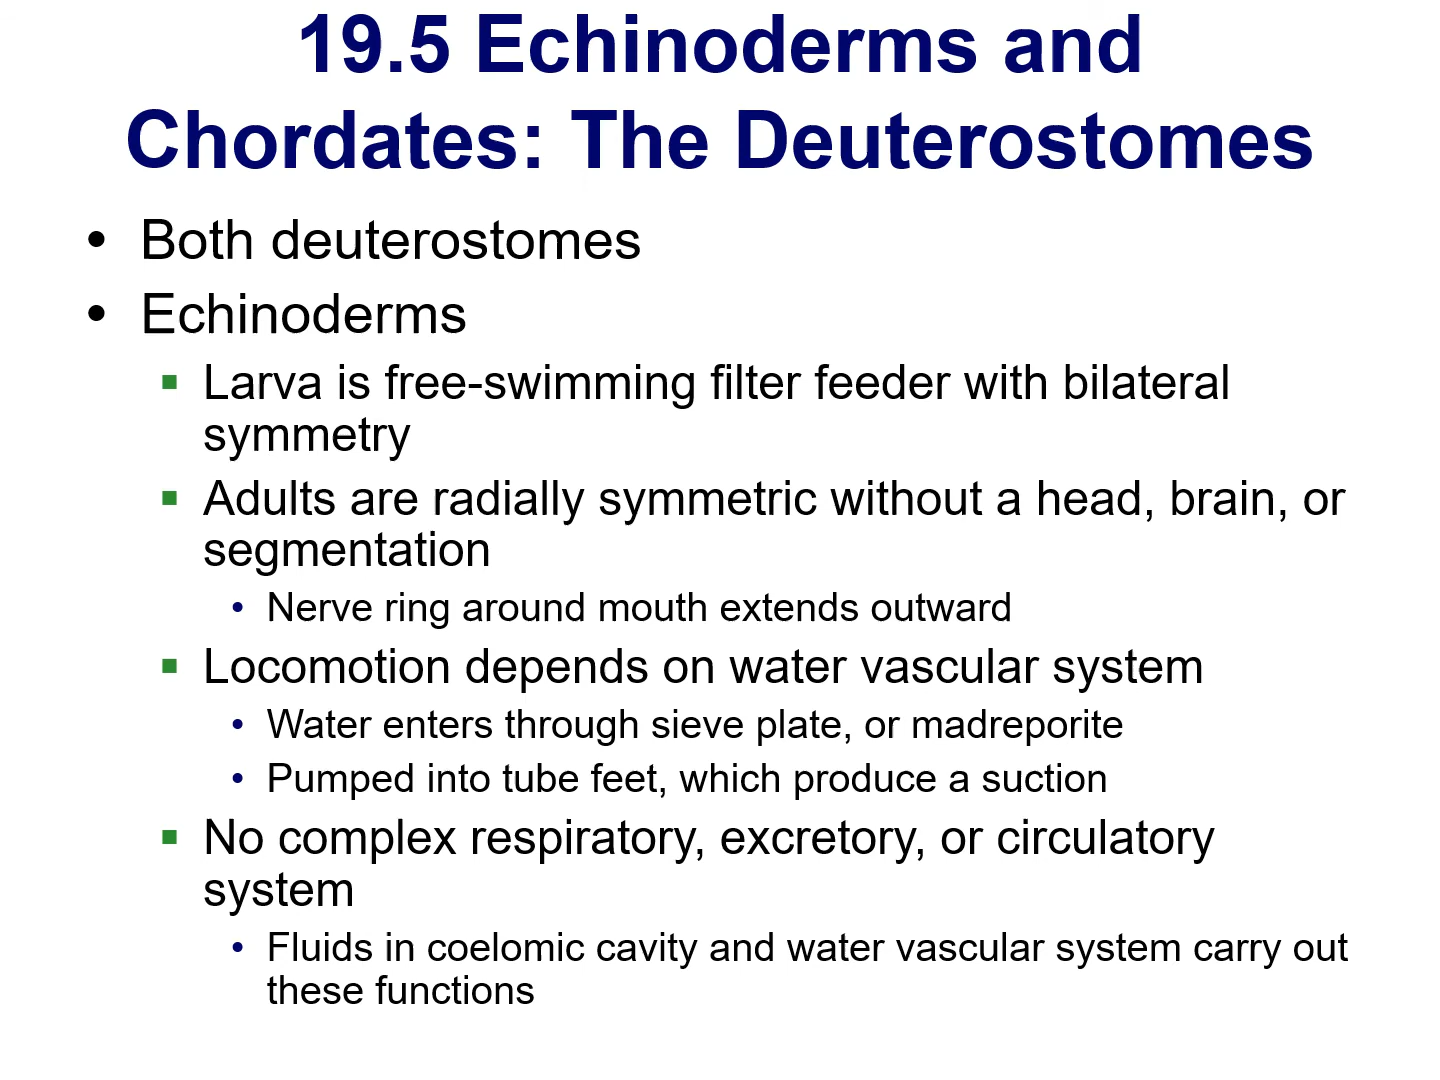 19.5 Echinoderms and
Chordates: The Deuterostomes
• Both deuterostomes
• Echinoderms
▪ Larva is free-swimming filter feeder with bilateral
symmetry
▪ Adults are radially symmetric without a head, brain, or
segmentation
• Nerve ring around mouth extends outward
▪ Locomotion depends on water vascular system
• Water enters through sieve plate, or madreporite
• Pumped into tube feet, which produce a suction
▪ No complex respiratory, excretory, or circulatory
system
• Fluids in coelomic cavity and water vascular system carry out
these functions